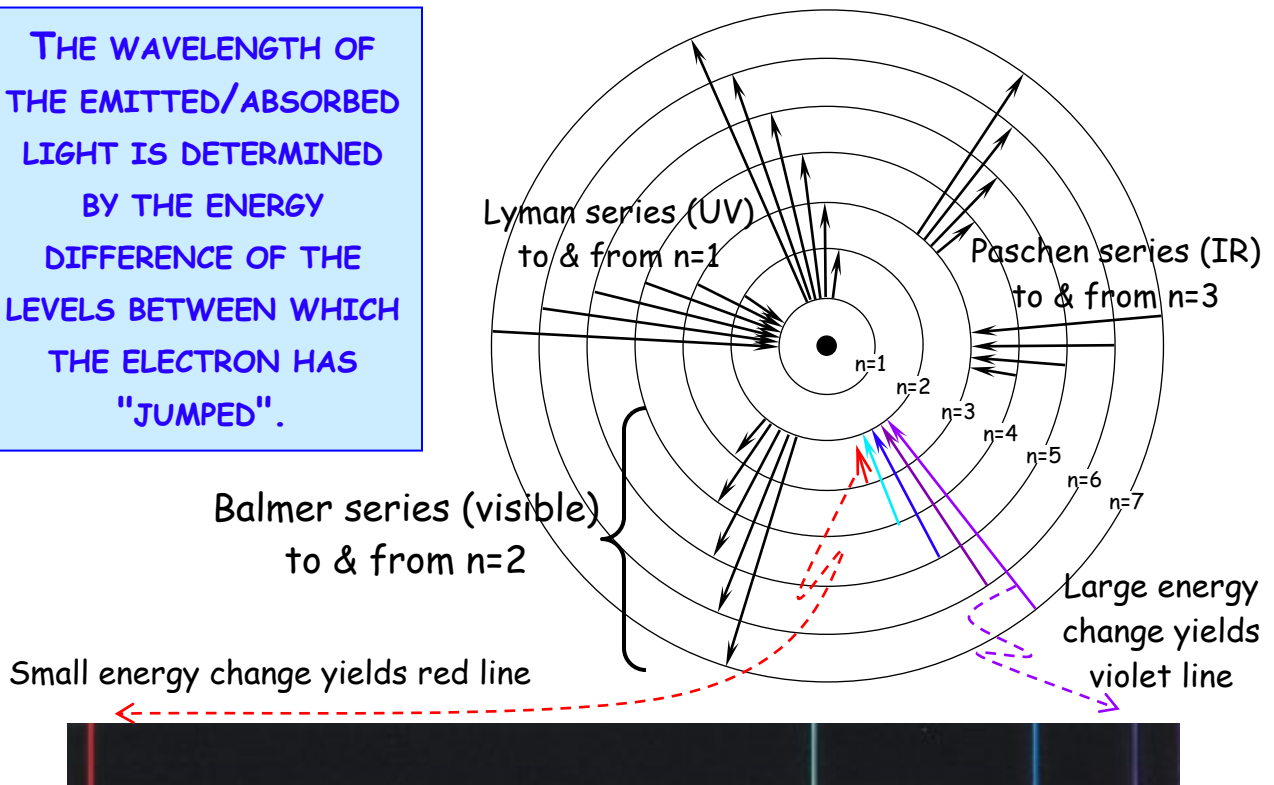 THE WAVELENGTH OF
THE EMITTED/ABSORBED
LIGHT IS DETERMINED
BY THE ENERGY
DIFFERENCE OF THE
LEVELS BETWEEN WHICH
THE ELECTRON HAS
"JUMPED".
Lyman series (UV)
to & from n=1
Paschen series (IR)
to & from n=3
n=1
n=2
n=3
n=4
n=5
n=6
n=7
Balmer series (visible)
to & from n=2
Large energy
change yields
violet line
Small energy change yields red line